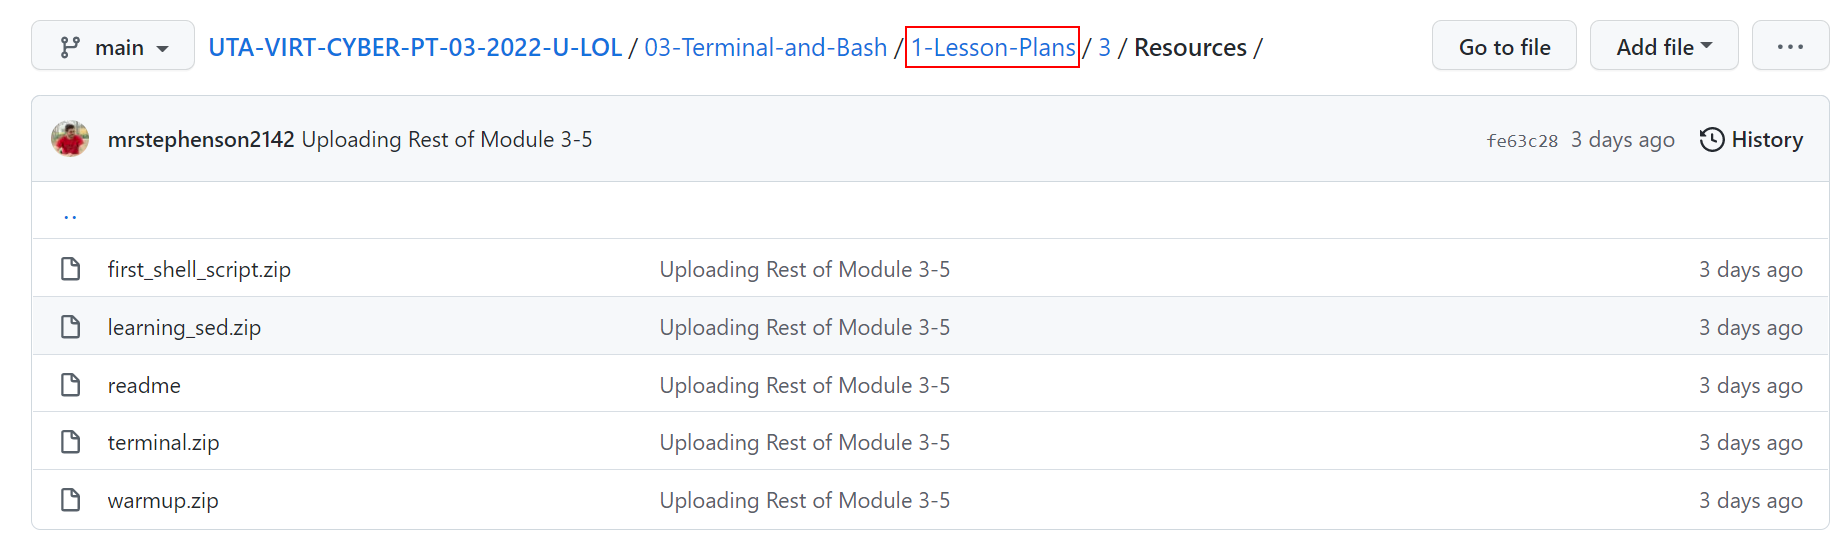 main UTA-VIRT-CYBER-PT-03-2022-U-LOL / 03-Terminal-and-Bash / 1-Lesson-Plans / 3 / Resources / Go to file Add file ...
mrstephenson2142 Uploading Rest of Module 3-5 fe63c28 3 days ago History
..
first_shell_script.zip Uploading Rest of Module 3-5 3 days ago
learning_sed.zip Uploading Rest of Module 3-5 3 days ago
readme Uploading Rest of Module 3-5 3 days ago
terminal.zip Uploading Rest of Module 3-5 3 days ago
warmup.zip Uploading Rest of Module 3-5 3 days ago